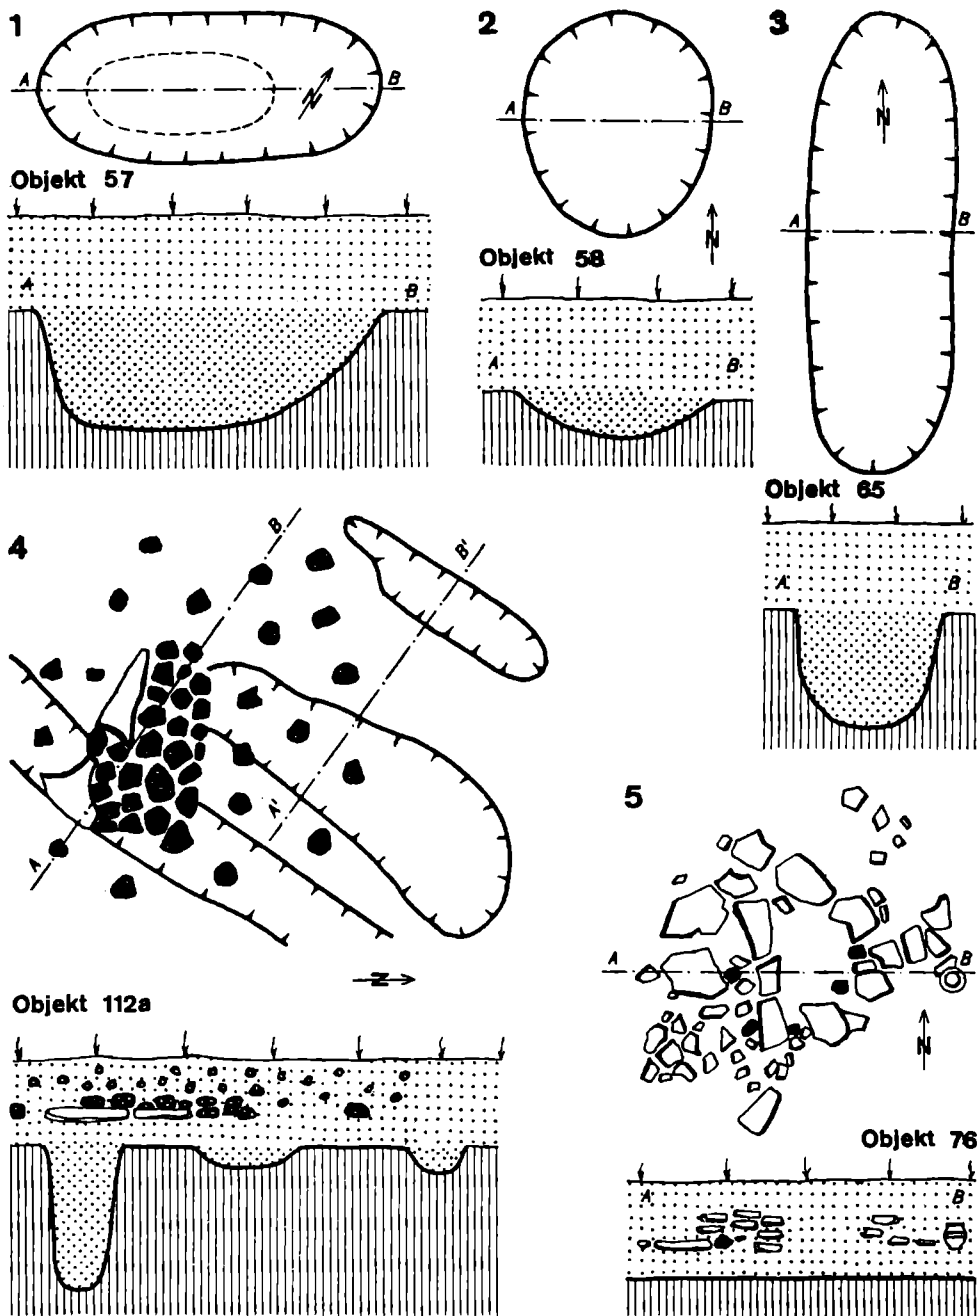 1
A B
N
Objekt 57
A B
2
A B
N
Objekt 58
A B
3
N
A B
Objekt 65
A B
4
B
B'
A'
A
N
Objekt 112a
5
A B
N
Objekt 76
A B